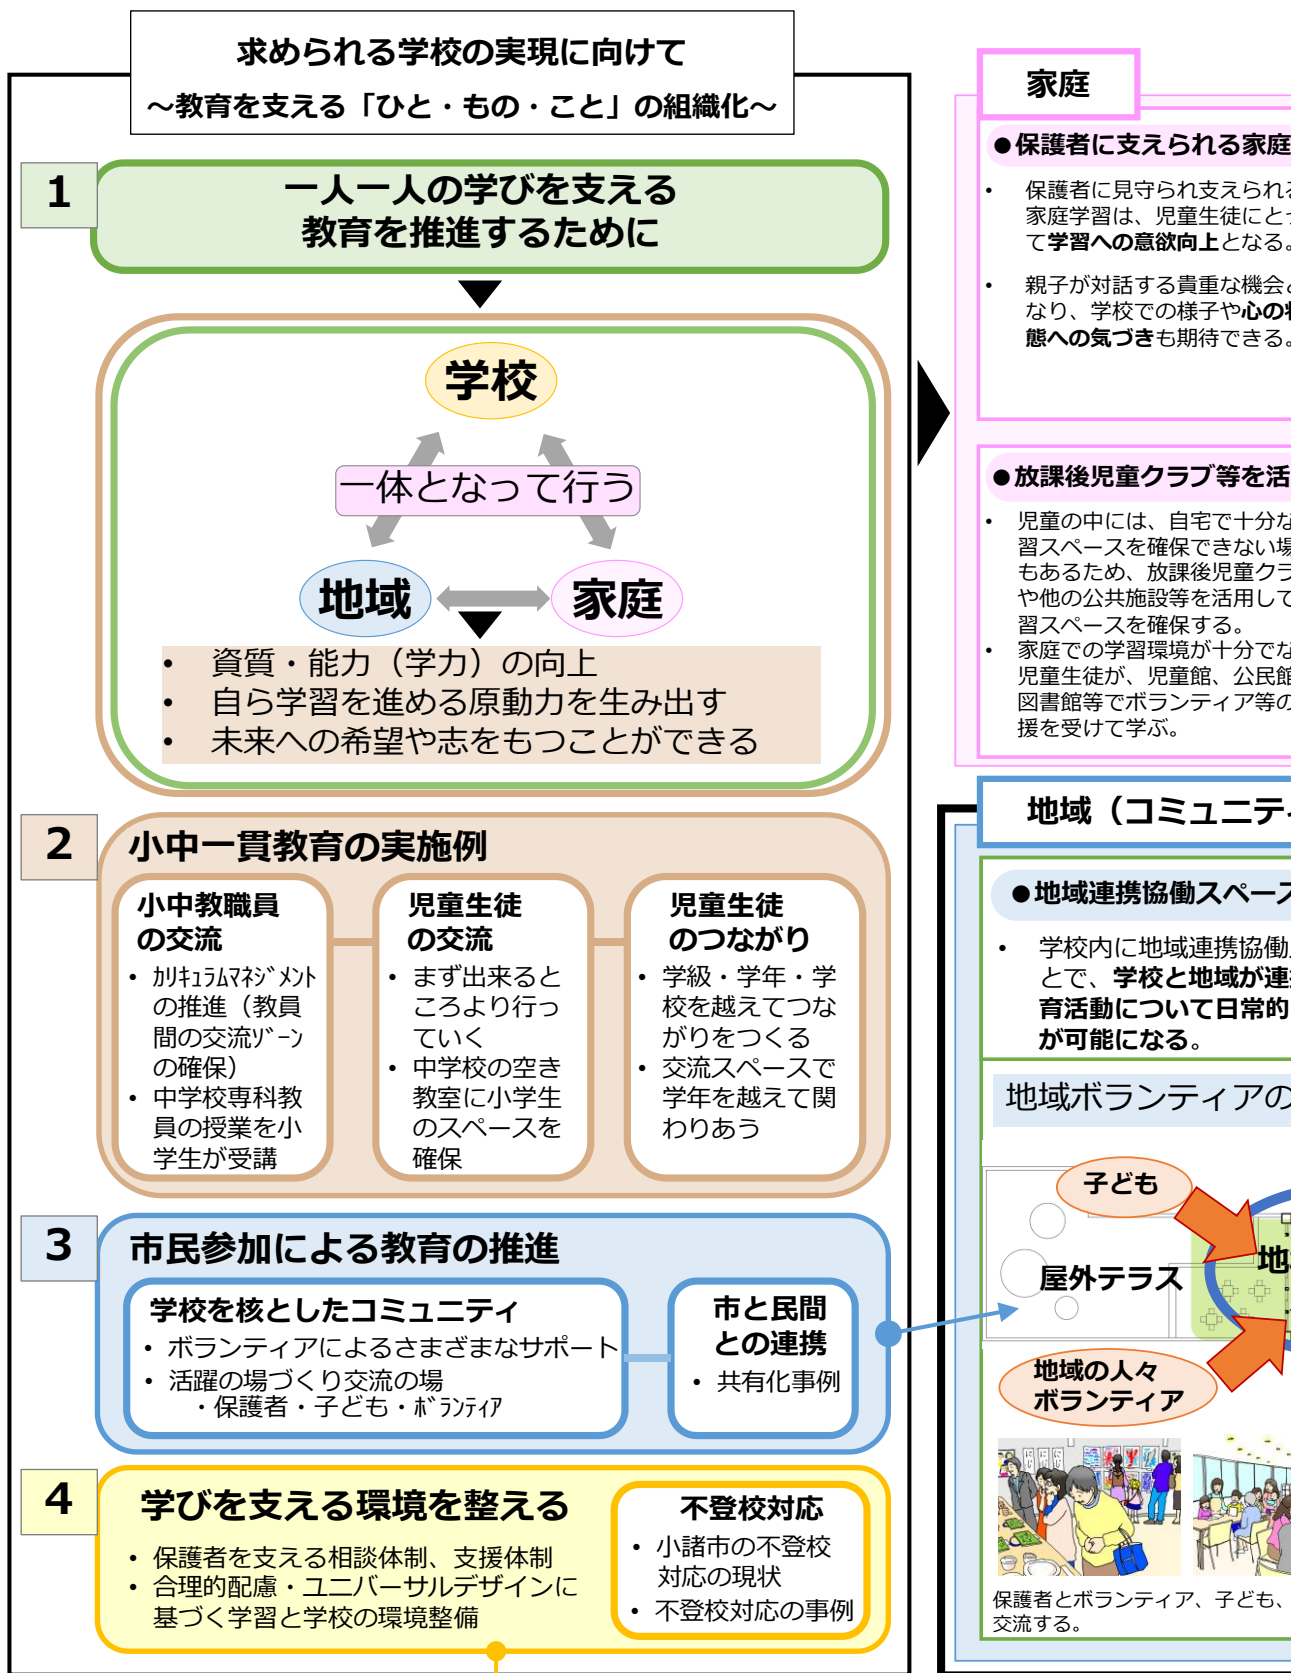 求められる学校の実現に向けて
～教育を支える「ひと・もの・こと」の組織化～
1
一人一人の学びを支える
教育を推進するために
学校
一体となって行う
地域
家庭
• 資質・能力（学力）の向上
• 自ら学習を進める原動力を生み出す
• 未来への希望や志をもつことができる
2
小中一貫教育の実施例
小中教職員
の交流
• ｶﾘｷｭﾗﾑﾏﾈｼﾞﾒﾝﾄ
の推進（教員
間の交流ｿﾞｰﾝ
の確保）
• 中学校専科教
員の授業を小
学生が受講
児童生徒
の交流
• まず出来ると
ころより行っ
ていく
• 中学校の空き
教室に小学生
のスペースを
確保
児童生徒
のつながり
• 学級・学年・学
校を越えてつな
がりをつくる
• 交流スペースで
学年を越えて関
わりあう
3
市民参加による教育の推進
学校を核としたコミュニティ
• ボランティアによるさまざまなサポート
• 活躍の場づくり交流の場
・保護者・子ども・ﾎﾞﾗﾝﾃｨｱ
市と民間
との連携
• 共有化事例
4
学びを支える環境を整える
• 保護者を支える相談体制、支援体制
• 合理的配慮・ユニバーサルデザインに
基づく学習と学校の環境整備
不登校対応
• 小諸市の不登校
対応の現状
• 不登校対応の事例
家庭
●保護者に支えられる家庭
• 保護者に見守られ支えられ
家庭学習は、児童生徒にと
て学習への意欲向上となる。
• 親子が対話する貴重な機会
なり、学校での様子や心の
態への気づきも期待できる。
●放課後児童クラブ等を活
• 児童の中には、自宅で十分な
習スペースを確保できない場
もあるため、放課後児童クラ
や他の公共施設等を活用して
習スペースを確保する。
• 家庭での学習環境が十分でな
児童生徒が、児童館、公民館
図書館等でボランティア等の
援を受けて学ぶ。
地域（コミュニテ
●地域連携協働スペース
• 学校内に地域連携協働
とで、学校と地域が連
育活動について日常的
が可能になる。
地域ボランティアの
子ども
屋外テラス
地
地域の人々
ボランティア
保護者とボランティア、子ども、
交流する。